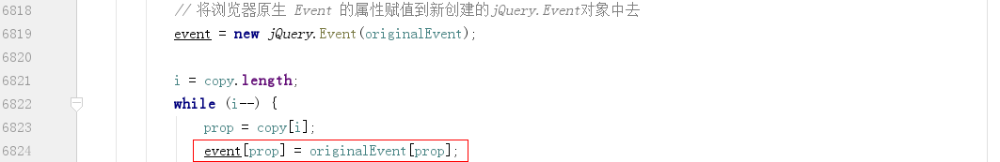 6818 // 将浏览器原生 Event 的属性赋值到新创建的jQuery.Event对象中去
6819 event = new jQuery.Event(originalEvent);
6820
6821 i = copy.length;
6822 while (i--) {
6823 prop = copy[i];
6824 event[prop] = originalEvent[prop];